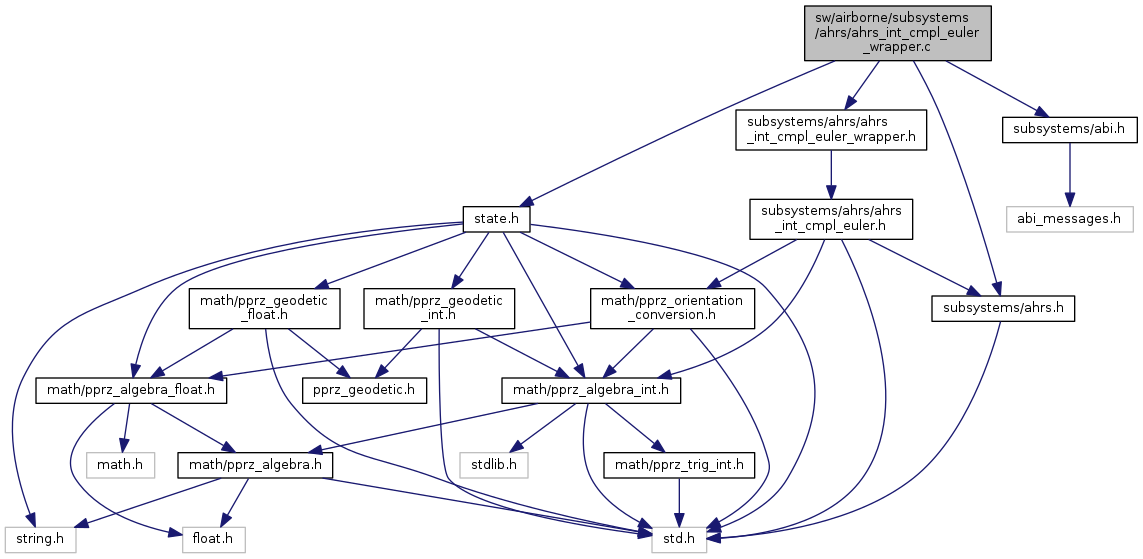 sw/airborne/subsystems
/ahrs/ahrs_int_cmpl_euler
_wrapper.c
subsystems/ahrs/ahrs
_int_cmpl_euler_wrapper.h
subsystems/abi.h
state.h
subsystems/ahrs/ahrs
_int_cmpl_euler.h
abi_messages.h
math/pprz_geodetic
_float.h
math/pprz_geodetic
_int.h
math/pprz_orientation
_conversion.h
subsystems/ahrs.h
math/pprz_algebra_float.h
pprz_geodetic.h
math/pprz_algebra_int.h
math.h
math/pprz_algebra.h
stdlib.h
math/pprz_trig_int.h
string.h
float.h
std.h